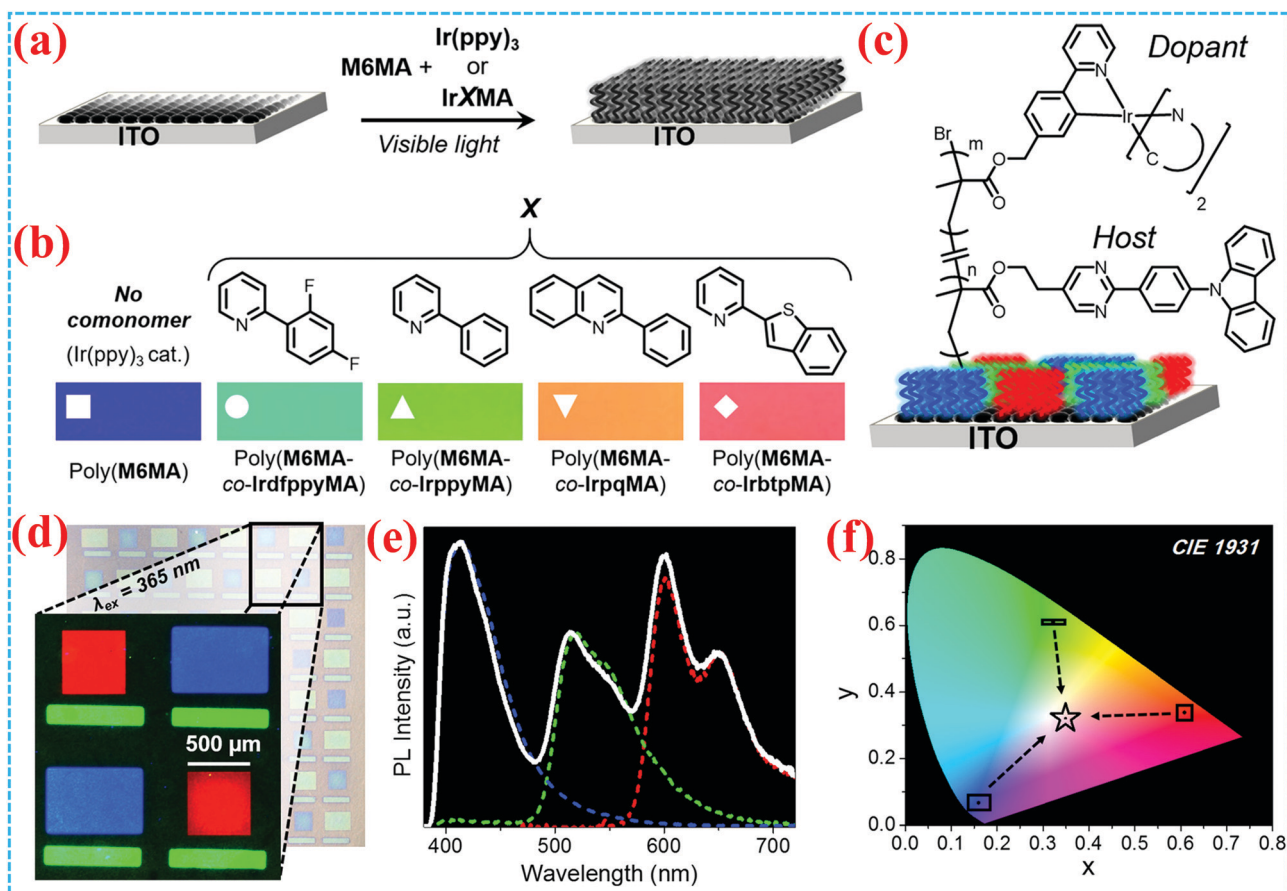 (a)
M6MA +
Ir(ppy)₃
or
IrXMA
Visible light
ITO
ITO
(b)
X
No
comonomer
(Ir(ppy)₃ cat.)
N
F
F
N
N
N
S
Poly(M6MA)
Poly(M6MA-
co-IrdfppyMA)
Poly(M6MA-
co-IrppyMA)
Poly(M6MA-
co-IrpqMA)
Poly(M6MA-
co-IrbtpMA)
(c)
Dopant
N
Ir
N
C
2
Br
m
O
O
Host
n
O
O
N
N
N
ITO
(d)
λex = 365 nm
500 µm
(e)
PL Intensity (a.u.)
400
500
600
700
Wavelength (nm)
(f)
CIE 1931
y
0.8
0.6
0.4
0.2
0.0
0.0
0.1
0.2
0.3
0.4
0.5
0.6
0.7
0.8
x